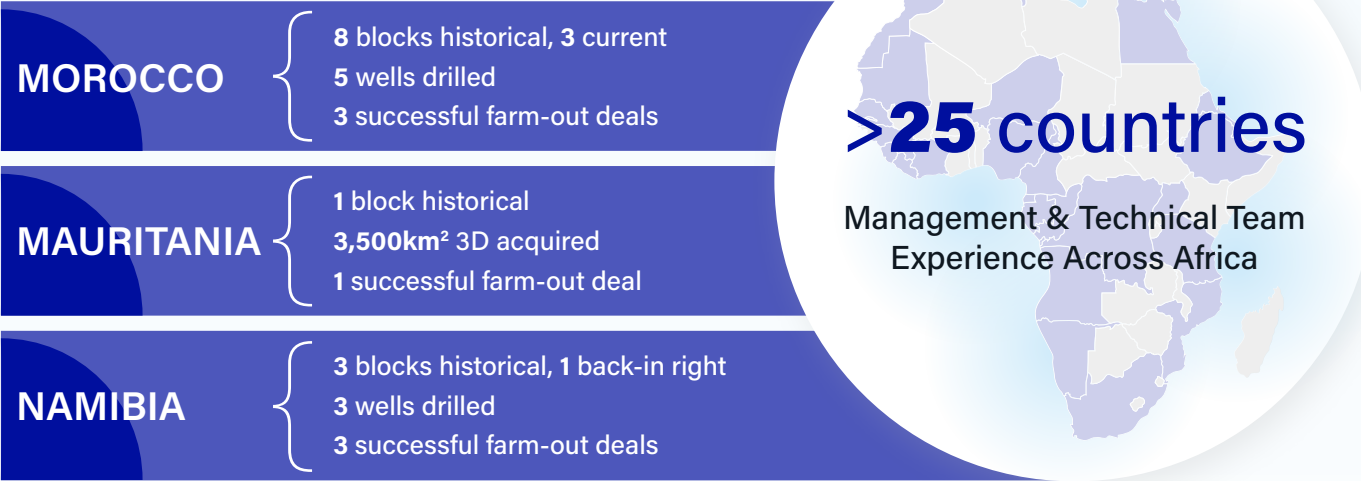 MOROCCO
8 blocks historical, 3 current
5 wells drilled
3 successful farm-out deals
MAURITANIA
1 block historical
3,500km² 3D acquired
1 successful farm-out deal
NAMIBIA
3 blocks historical, 1 back-in right
3 wells drilled
3 successful farm-out deals
>25 countries
Management & Technical Team
Experience Across Africa